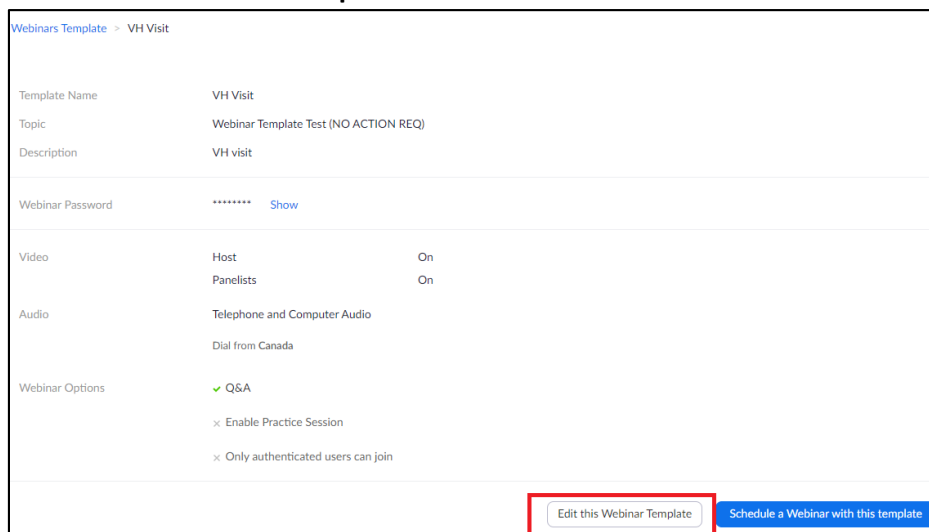 Webinars Template > VH Visit
Template Name VH Visit
Topic Webinar Template Test (NO ACTION REQ)
Description VH visit
Webinar Password ******** Show
Video Host On
Panelists On
Audio Telephone and Computer Audio
Dial from Canada
Webinar Options Q&A
Enable Practice Session
Only authenticated users can join
Edit this Webinar Template Schedule a Webinar with this template